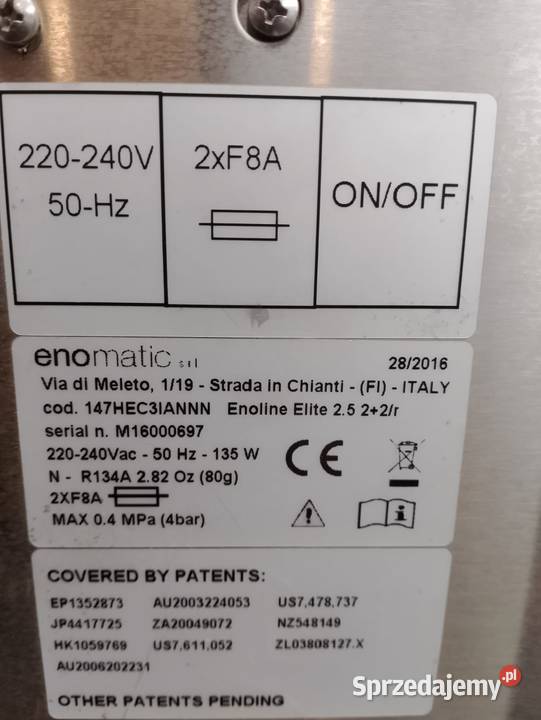 220-240V
50-Hz
2xF8A
ON/OFF
enomatic srl
28/2016
Via di Meleto, 1/19 - Strada in Chianti - (FI) - ITALY
cod. 147HEC3IANNN Enoline Elite 2.5 2+2/r
serial n. M16000697
220-240Vac - 50 Hz - 135 W
N - R134A 2.82 Oz (80g)
2XF8A
MAX 0.4 MPa (4bar)
CE
COVERED BY PATENTS:
EP1352873 AU2003224053 US7,478,737
JP4417725 ZA20049072 NZ548149
HK1059769 US7,611,052 ZL03808127.X
AU2006202231
OTHER PATENTS PENDING
Sprzedajemy.pl